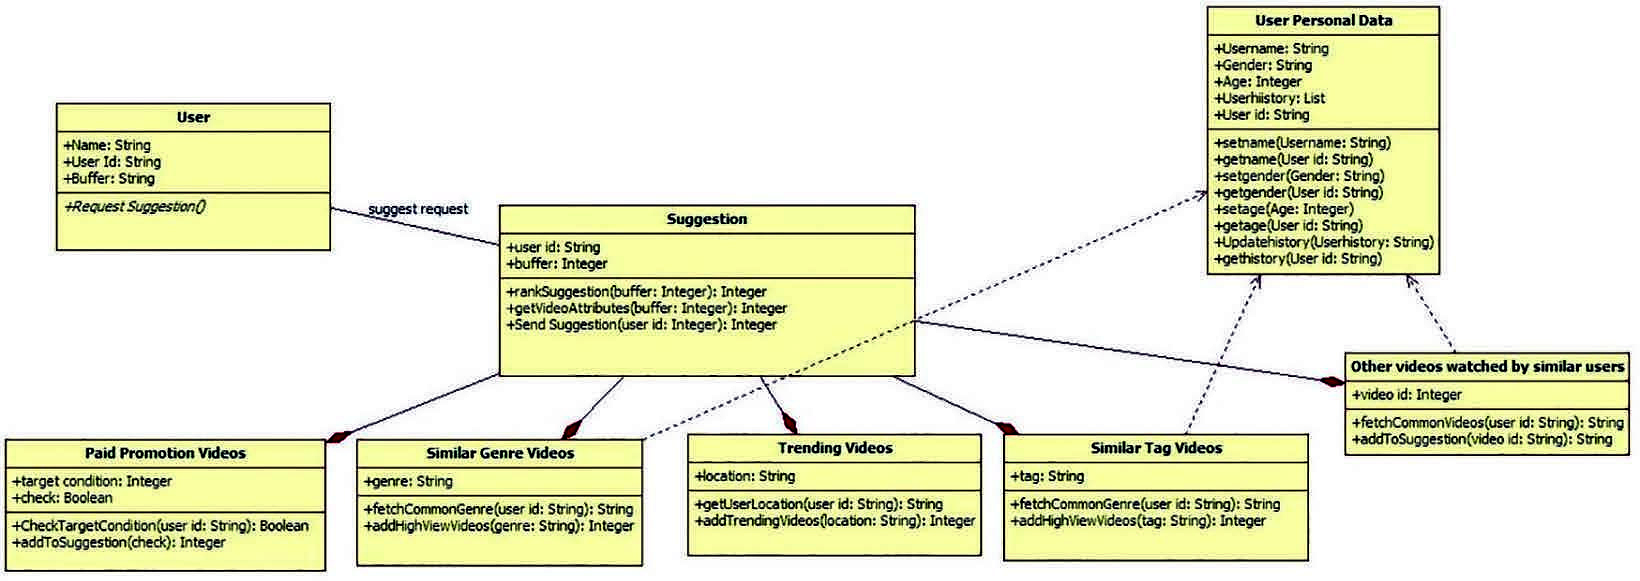 User Personal Data
+Username: String
+Gender: String
+Age: Integer
+Userhiistory: List
+User id: String
+setname(Username: String)
+getname(User id: String)
+setgender(Gender: String)
+getgender(User id: String)
+setage(Age: Integer)
+getage(User id: String)
+Updatehistory(Userhistory: String)
+gethistory(User id: String)
User
+Name: String
+User Id: String
+Buffer: String
+Request Suggestion()
suggest request
Suggestion
+user id: String
+buffer: Integer
+rankSuggestion(buffer: Integer): Integer
+getVideoAttributes(buffer: Integer): Integer
+Send Suggestion(user id: Integer): Integer
Other videos watched by similar users
+video id: Integer
+fetchCommonVideos(user id: String): String
+addToSuggestion(video id: String): String
Paid Promotion Videos
+target condition: Integer
+check: Boolean
+CheckTargetCondition(user id: String): Boolean
+addToSuggestion(check): Integer
Similar Genre Videos
+genre: String
+fetchCommonGenre(user id: String): String
+addHighViewVideos(genre: String): Integer
Trending Videos
+location: String
+getUserLocation(user id: String): String
+addTrendingVideos(location: String): Integer
Similar Tag Videos
+tag: String
+fetchCommonGenre(user id: String): String
+addHighViewVideos(tag: String): Integer